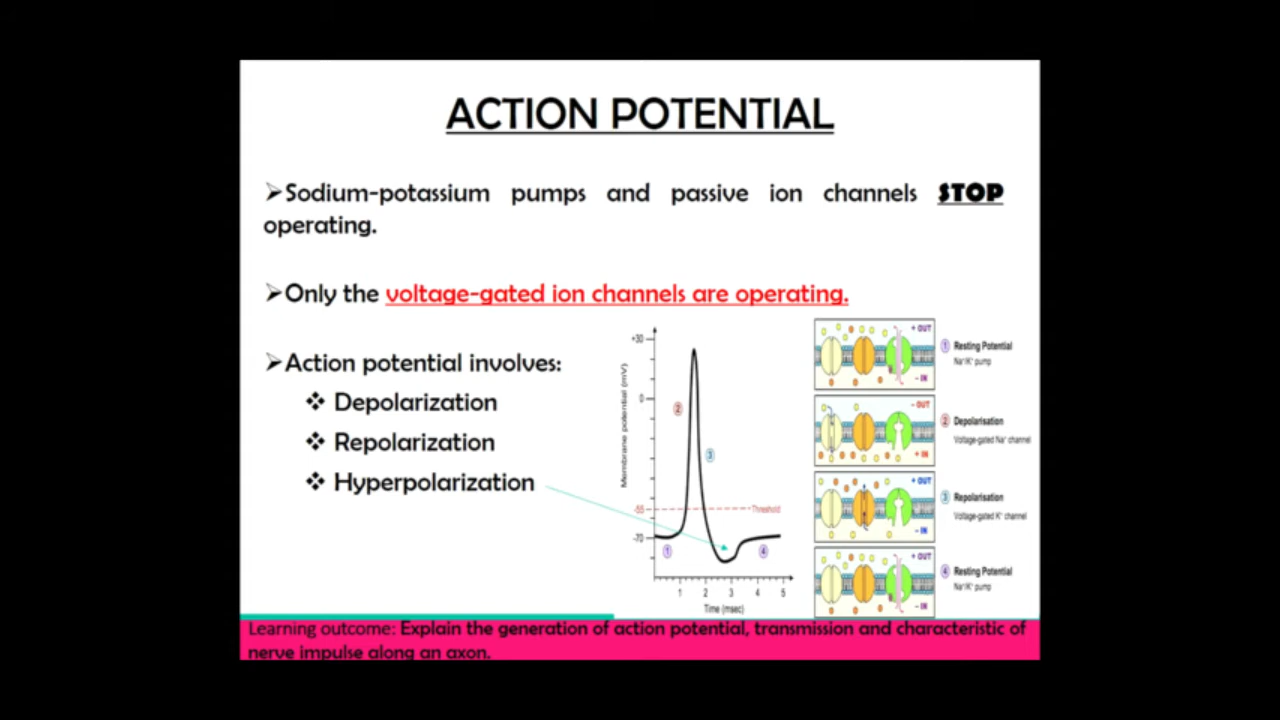 ACTION POTENTIAL
➢Sodium-potassium pumps and passive ion channels STOP
operating.
➢Only the voltage-gated ion channels are operating.
➢Action potential involves:
❖ Depolarization
❖ Repolarization
❖ Hyperpolarization
Membrane potential (mV)
+30
0
-55
-70
Threshold
1
2
3
4
1 2 3 4 5
Time (msec)
+ OUT
- IN
1 Resting Potential
Na⁺/K⁺ pump
- OUT
+ IN
2 Depolarisation
Voltage-gated Na⁺ channel
+ OUT
- IN
3 Repolarisation
Voltage-gated K⁺ channel
+ OUT
- IN
4 Resting Potential
Na⁺/K⁺ pump
Learning outcome: Explain the generation of action potential, transmission and characteristic of
nerve impulse along an axon.